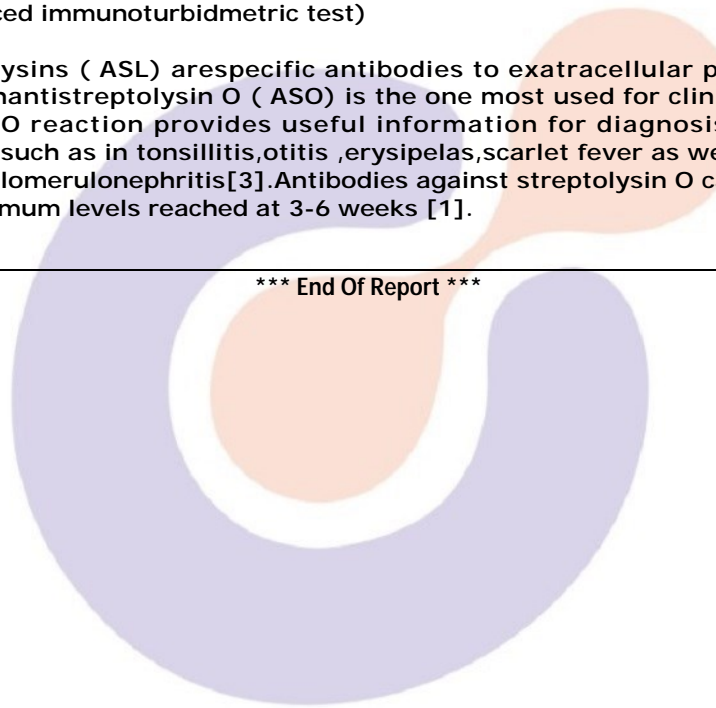 ced immunoturbidmetric test)
ysins ( ASL) arespecific antibodies to exatracellular p
nantistreptolysin O ( ASO) is the one most used for clin
O reaction provides useful information for diagnosis
such as in tonsillitis,otitis ,erysipelas,scarlet fever as we
lomerulonephritis[3].Antibodies against streptolysin O c
mum levels reached at 3-6 weeks [1].
*** End Of Report ***